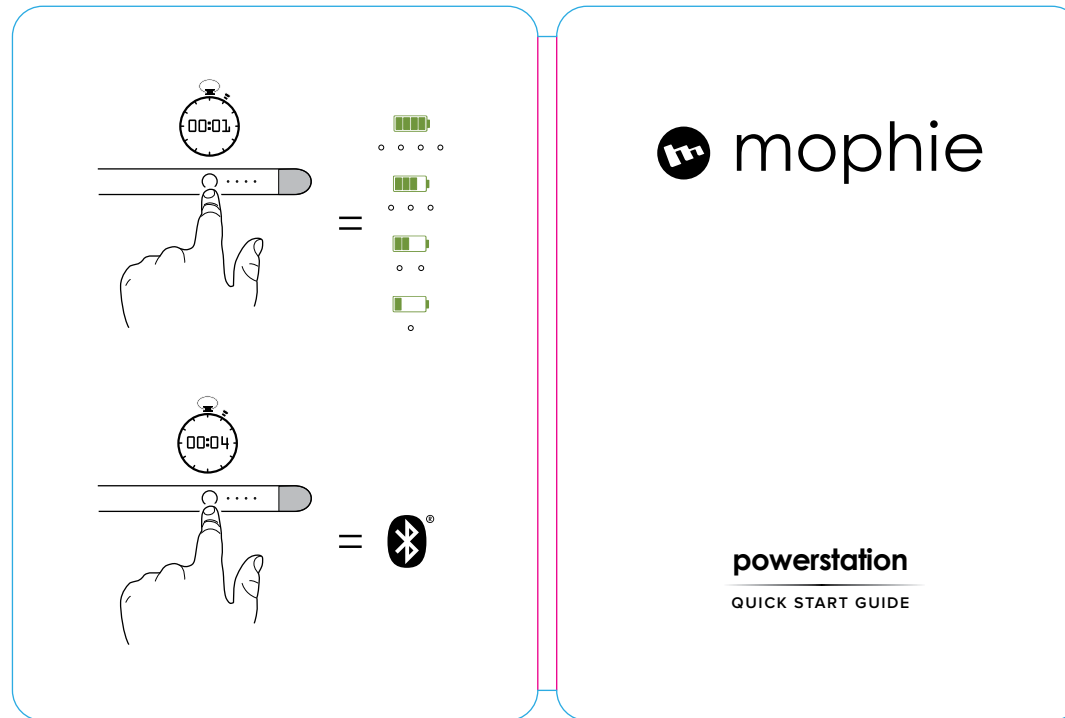 00:01
=
00:04
=
®
mophie
powerstation
QUICK START GUIDE